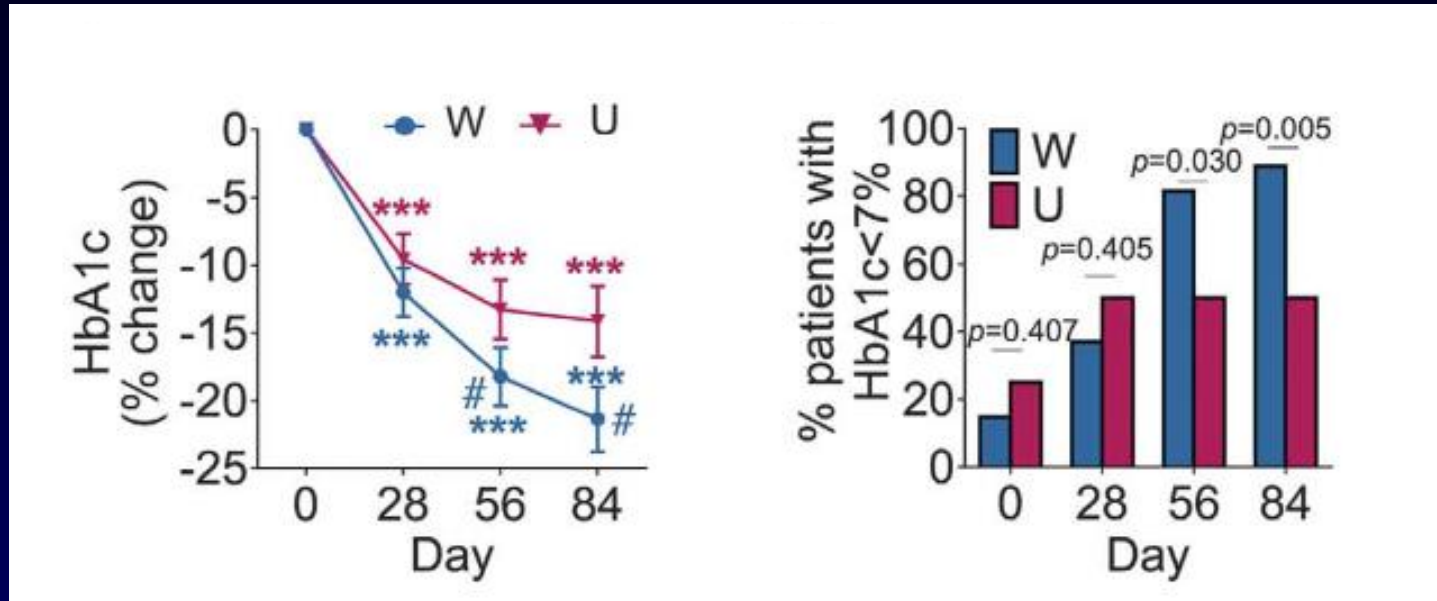 HbA1c
(% change)
W U
0
-5
-10
-15
-20
-25
***
***
***
***
***
***
#
#
0 28 56 84
Day
% patients with
HbA1c<7%
100
80
60
40
20
0
W
U
p=0.407
p=0.405
p=0.030
p=0.005
0 28 56 84
Day